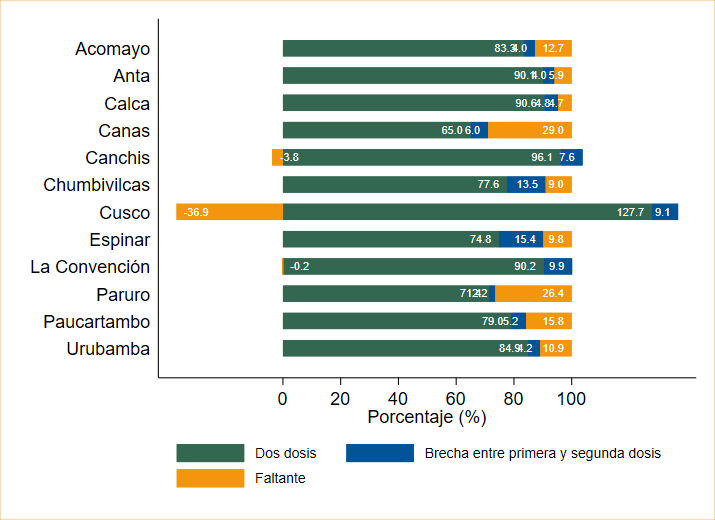 Acomayo 83.3 4.0 12.7
Anta 90.1 4.0 5.9
Calca 90.6 4.8 4.7
Canas 65.0 6.0 29.0
Canchis -3.8 96.1 7.6
Chumbivilcas 77.6 13.5 9.0
Cusco -36.9 127.7 9.1
Espinar 74.8 15.4 9.8
La Convención -0.2 90.2 9.9
Paruro 26.4
Paucartambo 79.0 5.2 15.8
Urubamba 84.9 4.2 10.9
0 20 40 60 80 100
Porcentaje (%)
Dos dosis Brecha entre primera y segunda dosis
Faltante